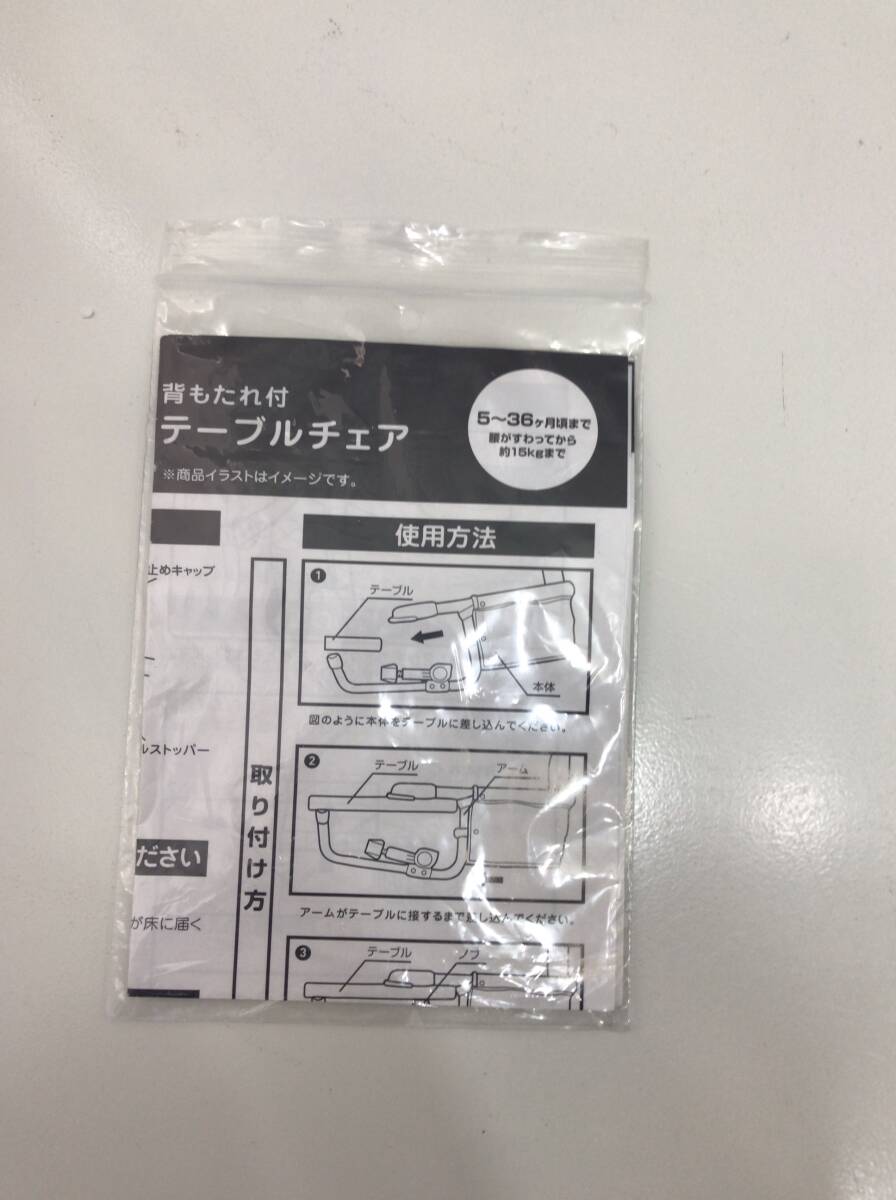 背もたれ付
テーブルチェア
※商品イラストはイメージです。
5～36ヶ月頃まで
腰がすわってから
約15kgまで
止めキャップ
ルストッパー
ださい
が床に届く
取り付け方
使用方法
1
テーブル
本体
図のように本体をテーブルに差し込んでください。
2
テーブル
アーム
アームがテーブルに接するまで差し込んでください。
3
テーブル
ノブ